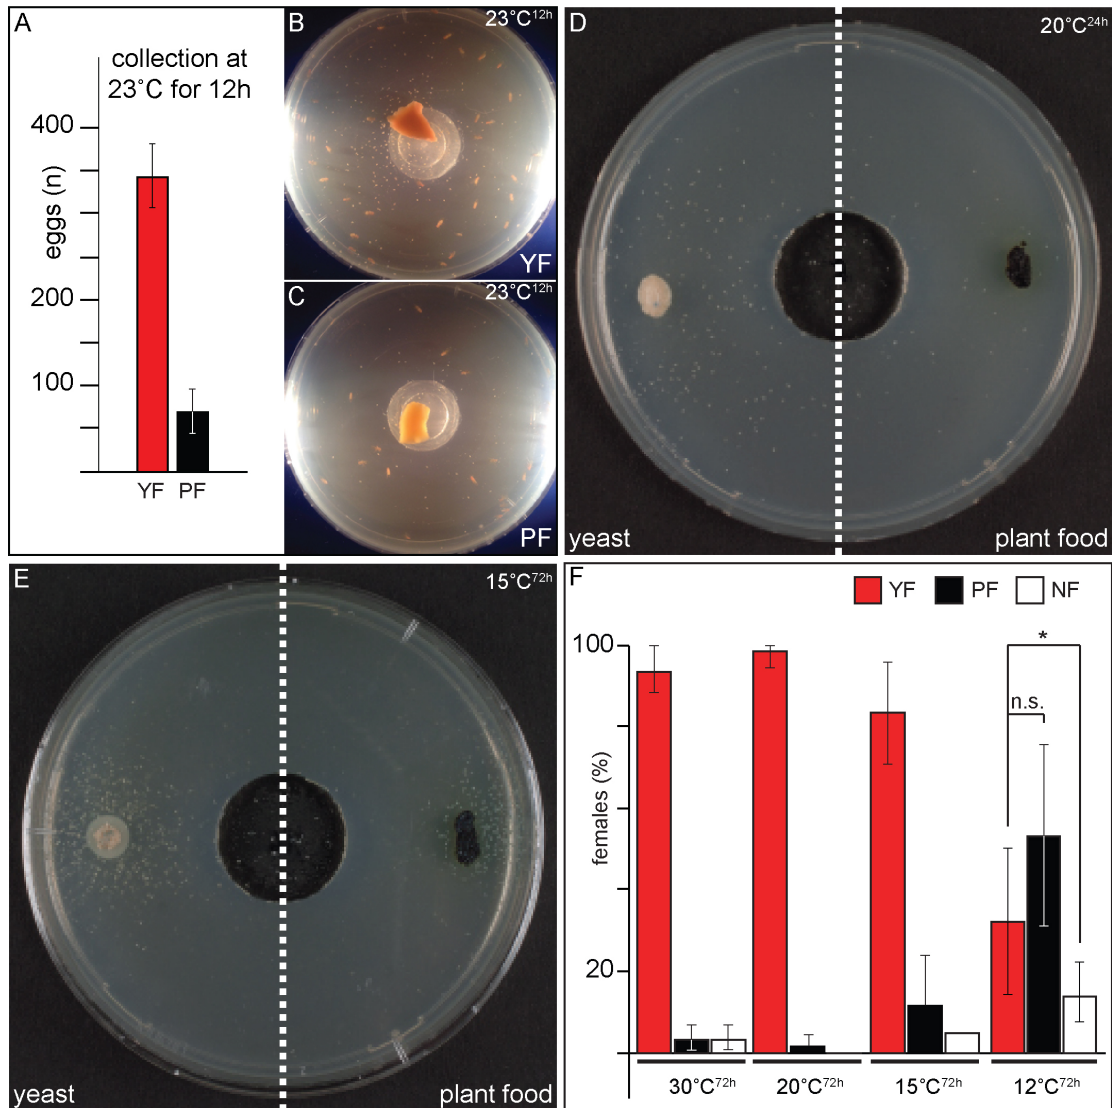 A
collection at
23°C for 12h
400
200
100
eggs (n)
YF
PF
B
23°C12h
YF
C
23°C12h
PF
D
20°C24h
yeast
plant food
E
15°C72h
yeast
plant food
F
YF
PF
NF
100
20
females (%)
*
n.s.
30°C72h
20°C72h
15°C72h
12°C72h